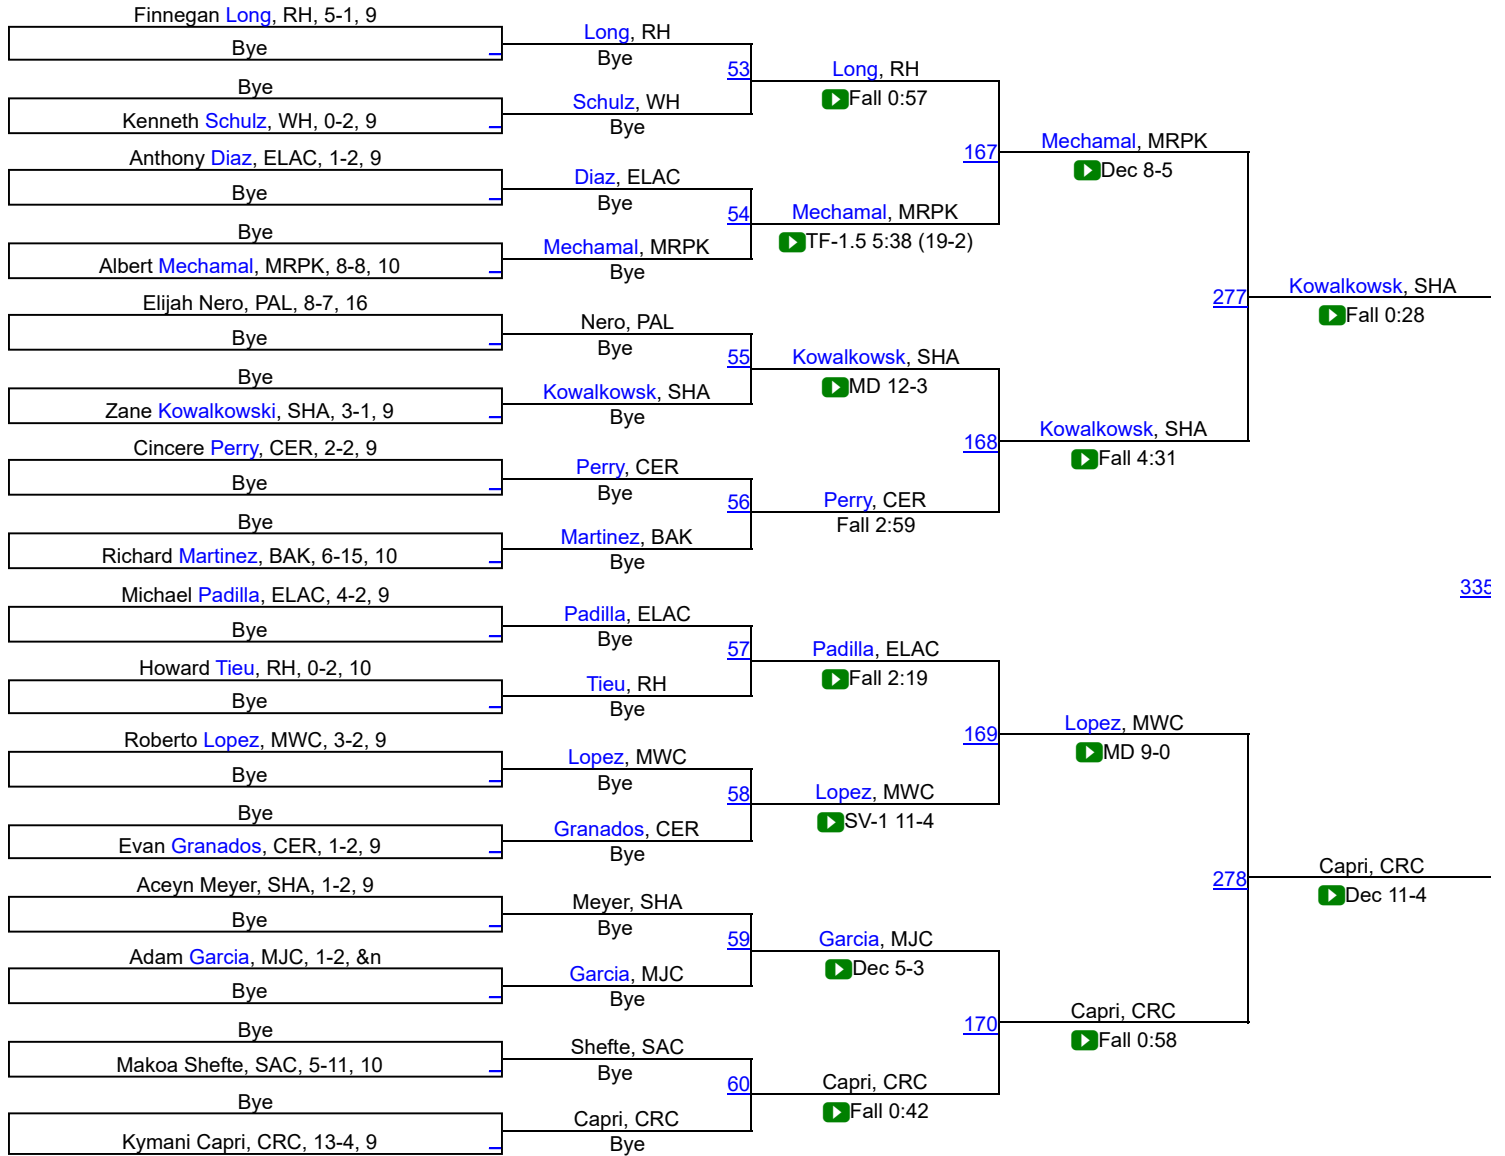 Finnegan Long, RH, 5-1, 9
Bye
Bye
Kenneth Schulz, WH, 0-2, 9
Anthony Diaz, ELAC, 1-2, 9
Bye
Bye
Albert Mechamal, MRPK, 8-8, 10
Elijah Nero, PAL, 8-7, 16
Bye
Bye
Zane Kowalkowski, SHA, 3-1, 9
Cincere Perry, CER, 2-2, 9
Bye
Bye
Richard Martinez, BAK, 6-15, 10
Michael Padilla, ELAC, 4-2, 9
Bye
Howard Tieu, RH, 0-2, 10
Bye
Roberto Lopez, MWC, 3-2, 9
Bye
Bye
Evan Granados, CER, 1-2, 9
Aceyn Meyer, SHA, 1-2, 9
Bye
Adam Garcia, MJC, 1-2, &n
Bye
Bye
Makoa Shefte, SAC, 5-11, 10
Bye
Kymani Capri, CRC, 13-4, 9
Long, RH
Bye
53
Schulz, WH
Bye
Diaz, ELAC
Bye
54
Mechamal, MRPK
Bye
Nero, PAL
Bye
55
Kowalkowsk, SHA
Bye
Perry, CER
Bye
56
Martinez, BAK
Bye
Padilla, ELAC
Bye
57
Tieu, RH
Bye
Lopez, MWC
Bye
58
Granados, CER
Bye
Meyer, SHA
Bye
59
Garcia, MJC
Bye
Shefte, SAC
Bye
60
Capri, CRC
Bye
Long, RH
Fall 0:57
167
Mechamal, MRPK
TF-1.5 5:38 (19-2)
Kowalkowsk, SHA
MD 12-3
168
Perry, CER
Fall 2:59
Padilla, ELAC
Fall 2:19
169
Lopez, MWC
SV-1 11-4
Garcia, MJC
Dec 5-3
170
Capri, CRC
Fall 0:42
Mechamal, MRPK
Dec 8-5
277
Kowalkowsk, SHA
Fall 4:31
Lopez, MWC
MD 9-0
278
Capri, CRC
Fall 0:58
Kowalkowsk, SHA
Fall 0:28
335
Capri, CRC
Dec 11-4